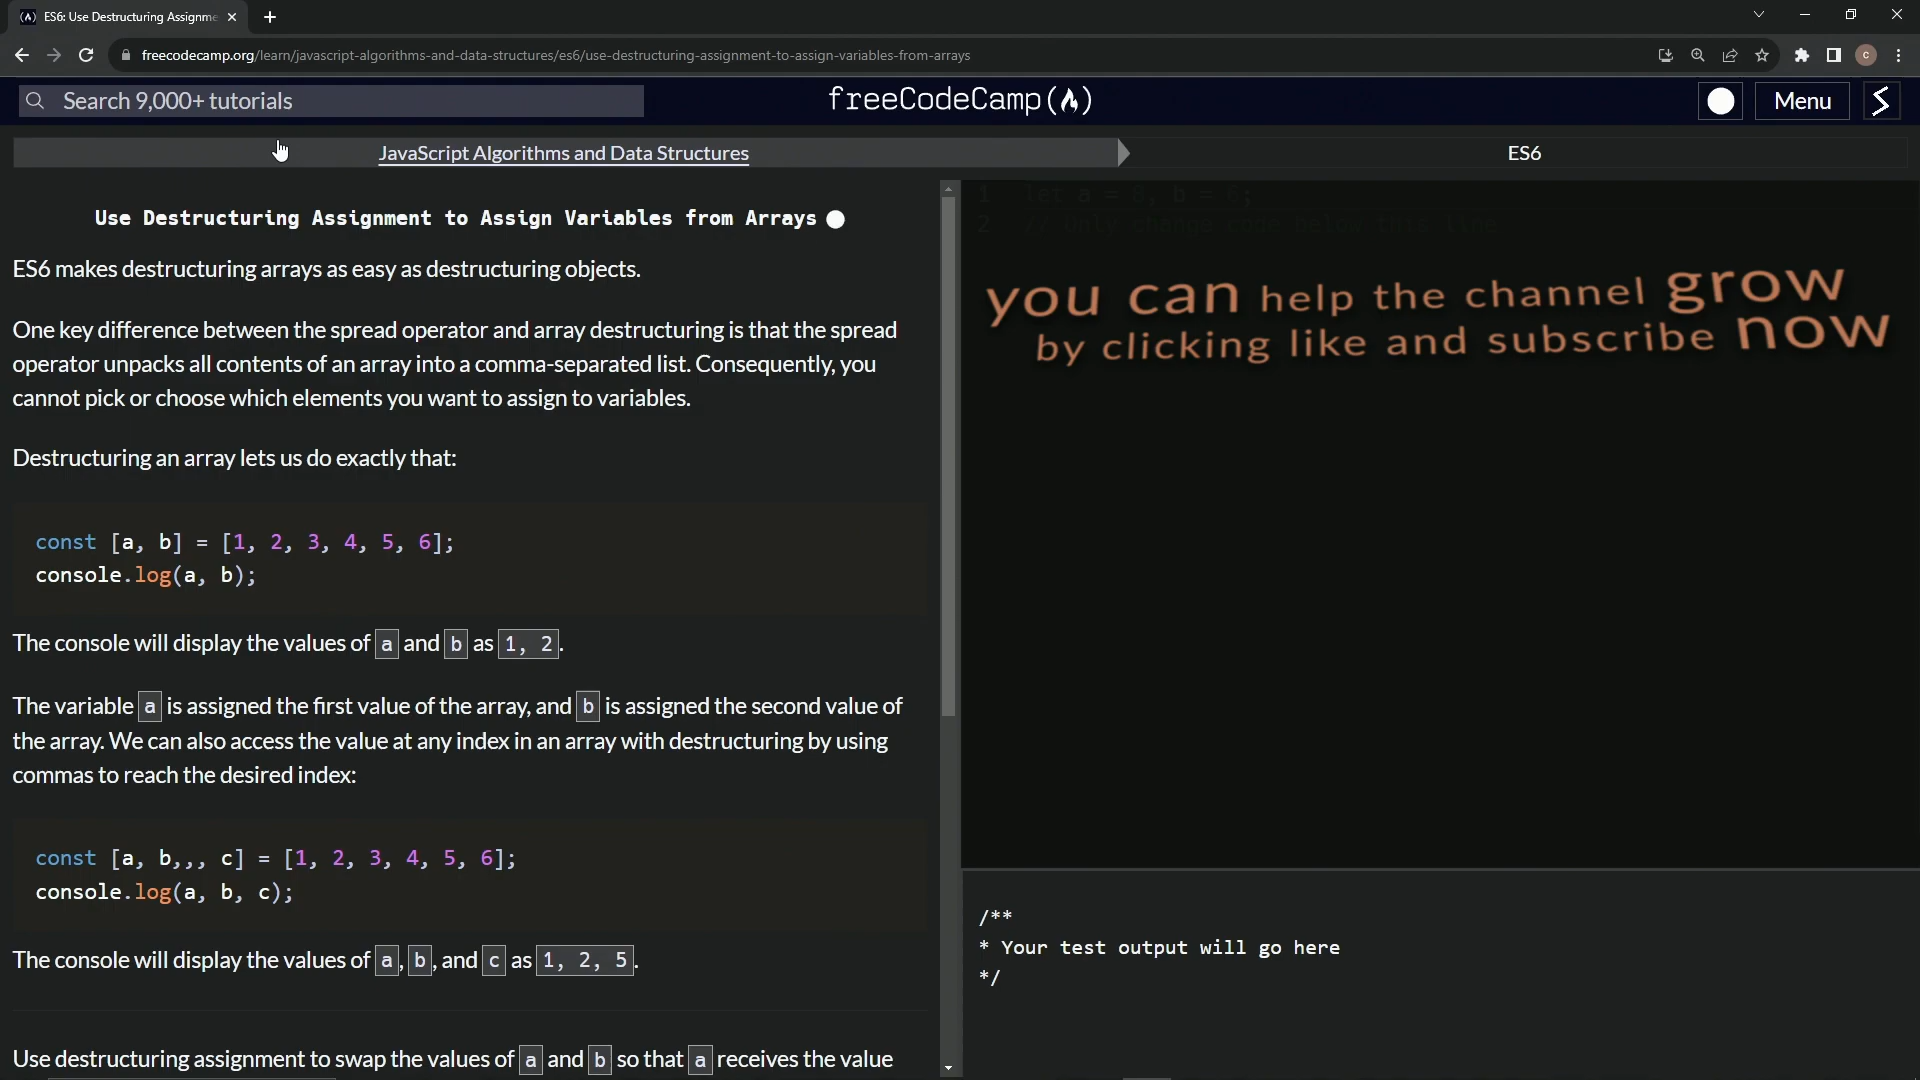 ES6: Use Destructuring Assignme
freecodecamp.org/learn/javascript-algorithms-and-data-structures/es6/use-destructuring-assignment-to-assign-variables-from-arrays
C
Search 9,000+ tutorials
freeCodeCamp
Menu
JavaScript Algorithms and Data Structures
ES6
Use Destructuring Assignment to Assign Variables from Arrays
ES6 makes destructuring arrays as easy as destructuring objects.
One key difference between the spread operator and array destructuring is that the spread
operator unpacks all contents of an array into a comma-separated list. Consequently, you
cannot pick or choose which elements you want to assign to variables.
Destructuring an array lets us do exactly that:
const [a, b] = [1, 2, 3, 4, 5, 6];
console.log(a, b);
The console will display the values of a and b as 1, 2.
The variable a is assigned the first value of the array, and b is assigned the second value of
the array. We can also access the value at any index in an array with destructuring by using
commas to reach the desired index:
const [a, b,,, c] = [1, 2, 3, 4, 5, 6];
console.log(a, b, c);
The console will display the values of a, b, and c as 1, 2, 5.
Use destructuring assignment to swap the values of a and b so that a receives the value
1 let a = 8, b = 6;
2 // Only change code below this line
you can help the channel grow
by clicking like and subscribe now
/**
* Your test output will go here
*/